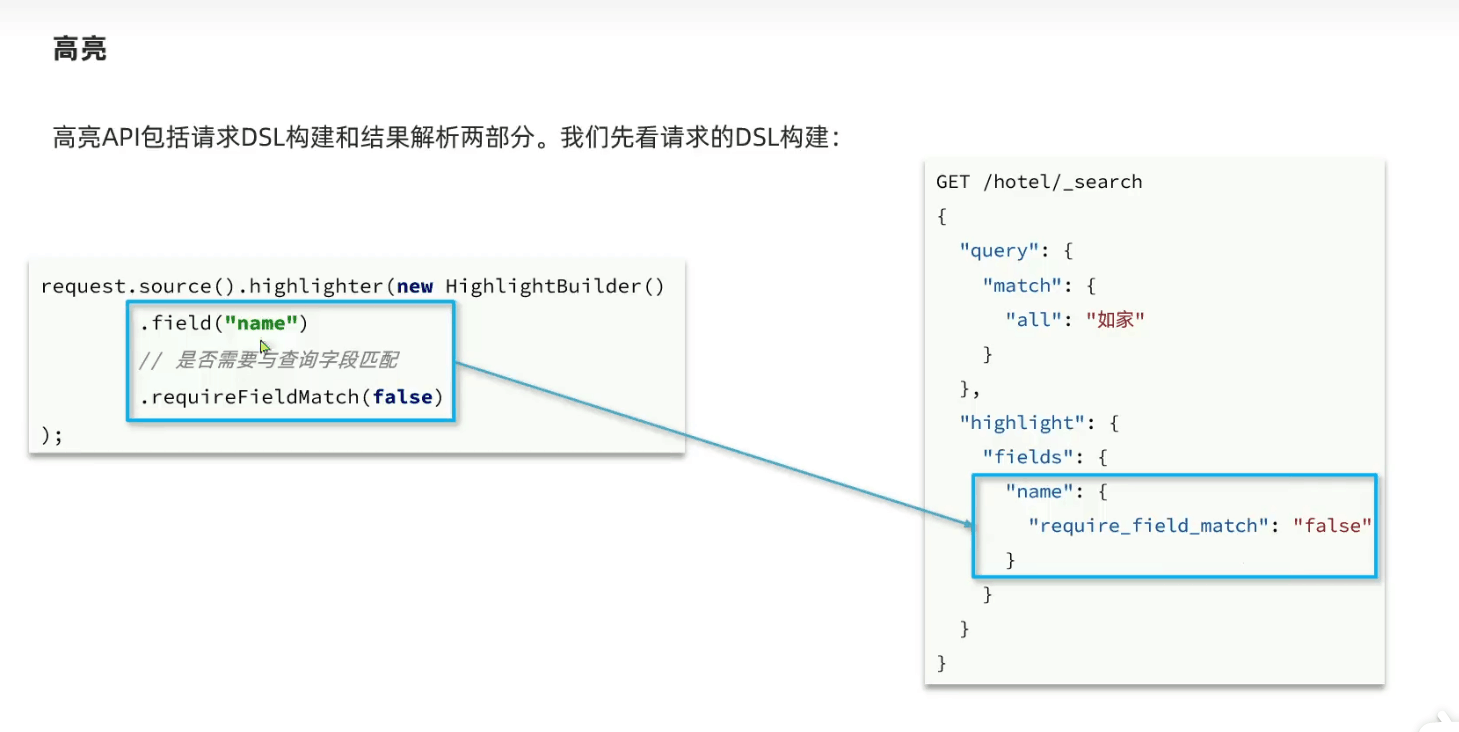 高亮
高亮API包括请求DSL构建和结果解析两部分。我们先看请求的DSL构建：
request.source().highlighter(new HighlightBuilder()
.field("name")
// 是否需要与查询字段匹配
.requireFieldMatch(false)
);
GET /hotel/_search
{
"query": {
"match": {
"all": "如家"
}
},
"highlight": {
"fields": {
"name": {
"require_field_match": "false"
}
}
}
}